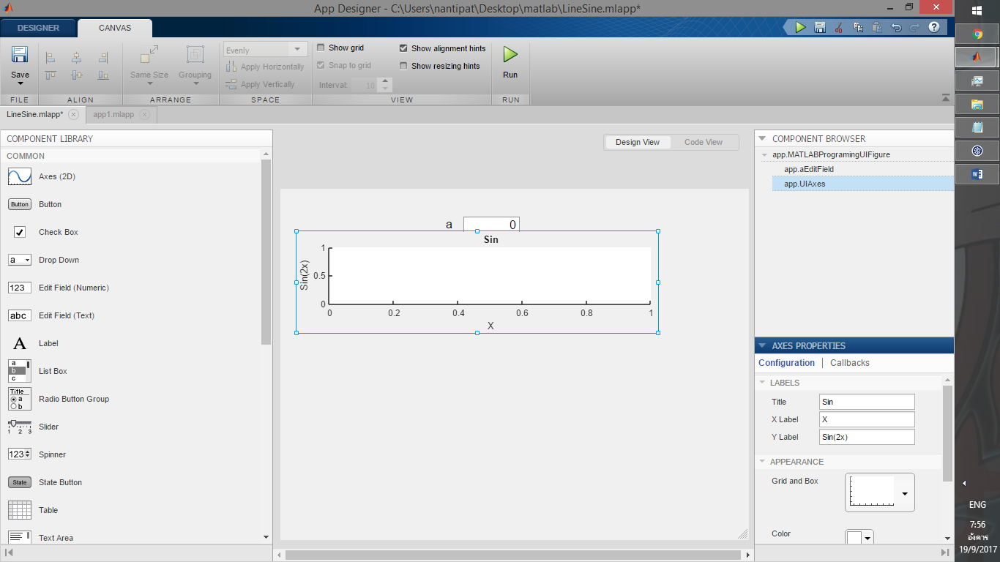 App Designer - C:\Users\nantipat\Desktop\matlab\LineSine.mlapp*
DESIGNER
CANVAS
Save
FILE
ALIGN
Same Size
Grouping
ARRANGE
Evenly
Apply Horizontally
Apply Vertically
SPACE
Show grid
Snap to grid
Interval: 10
Show alignment hints
Show resizing hints
VIEW
Run
RUN
LineSine.mlapp*
app1.mlapp
COMPONENT LIBRARY
COMMON
Axes (2D)
Button Button
Check Box
a Drop Down
123 Edit Field (Numeric)
abc Edit Field (Text)
A Label
a
b
c
List Box
Title
a
b
Radio Button Group
1 2 3
Slider
123 Spinner
State State Button
Table
Text Area
Design View
Code View
a 0
Sin
Sin(2x)
1
0.5
0
0 0.2 0.4 0.6 0.8 1
X
COMPONENT BROWSER
app.MATLABProgramingUIFigure
app.aEditField
app.UIAxes
AXES PROPERTIES
Configuration Callbacks
LABELS
Title Sin
X Label X
Y Label Sin(2x)
APPEARANCE
Grid and Box
Color
ENG
7:56
อังคาร
19/9/2017